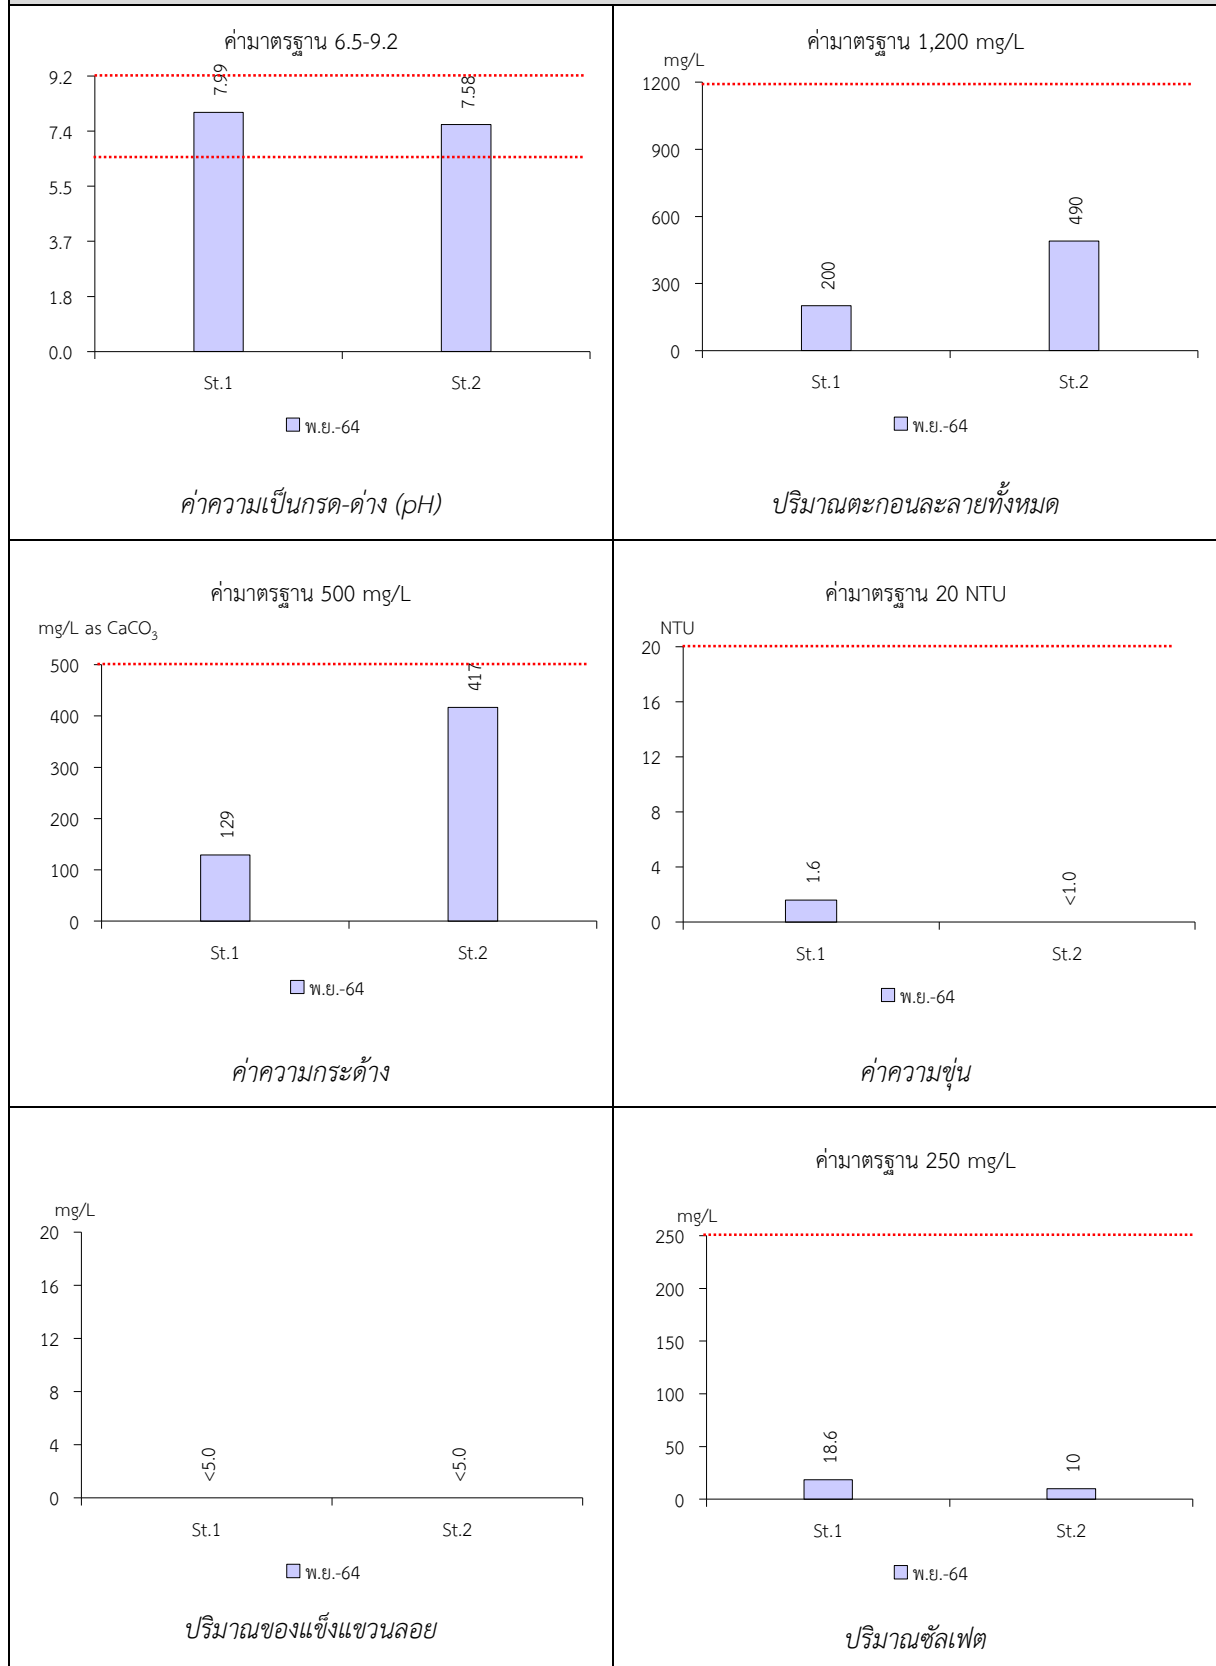 ค่ามาตรฐาน 6.5-9.2
9.2
7.4
5.5
3.7
1.8
0.0
7.99
7.58
St.1
St.2
พ.ย.-64
ค่าความเป็นกรด-ด่าง (pH)
ค่ามาตรฐาน 1,200 mg/L
mg/L
1200
900
600
300
0
200
490
St.1
St.2
พ.ย.-64
ปริมาณตะกอนละลายทั้งหมด
ค่ามาตรฐาน 500 mg/L
mg/L as CaCO₃
500
400
300
200
100
0
129
417
St.1
St.2
พ.ย.-64
ค่าความกระด้าง
ค่ามาตรฐาน 20 NTU
NTU
20
16
12
8
4
0
1.6
<1.0
St.1
St.2
พ.ย.-64
ค่าความขุ่น
mg/L
20
16
12
8
4
0
<5.0
<5.0
St.1
St.2
พ.ย.-64
ปริมาณของแข็งแขวนลอย
ค่ามาตรฐาน 250 mg/L
mg/L
250
200
150
100
50
0
18.6
10
St.1
St.2
พ.ย.-64
ปริมาณซัลเฟต